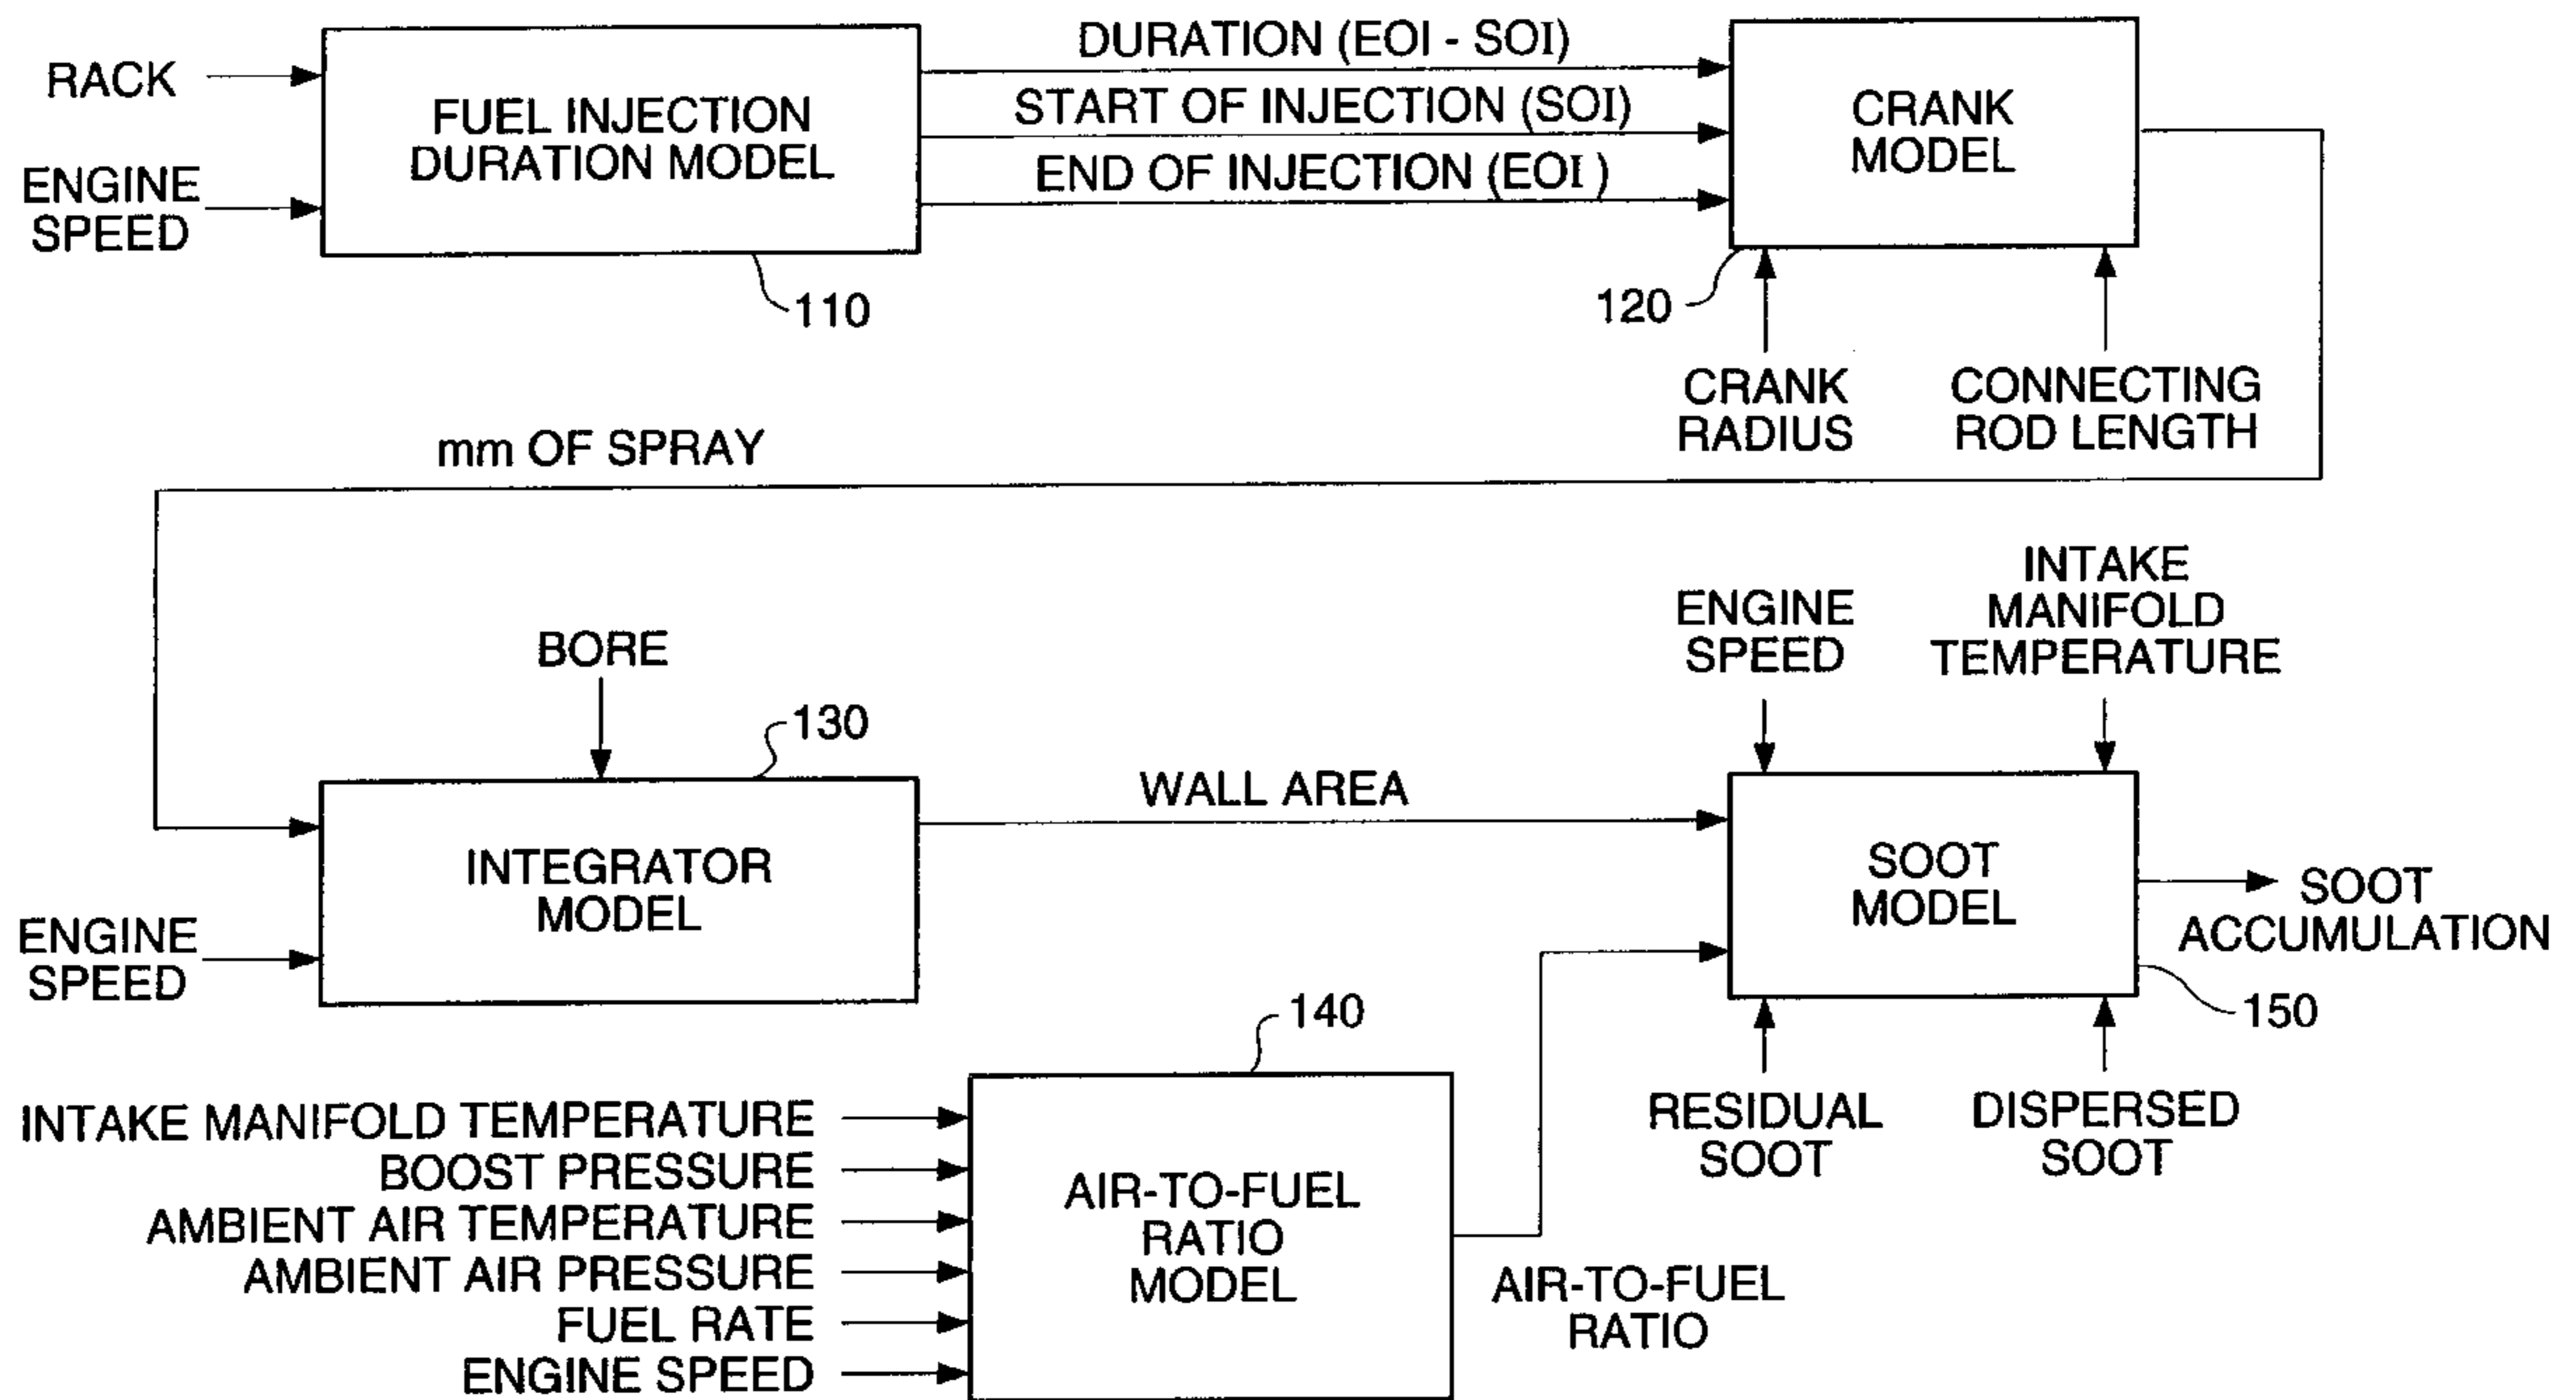 RACK
ENGINE
SPEED
FUEL INJECTION
DURATION MODEL
110
DURATION (EOI - SOI)
START OF INJECTION (SOI)
END OF INJECTION (EOI )
CRANK
MODEL
120
CRANK
RADIUS
CONNECTING
ROD LENGTH
mm OF SPRAY
BORE
130
INTEGRATOR
MODEL
ENGINE
SPEED
WALL AREA
ENGINE
SPEED
INTAKE
MANIFOLD
TEMPERATURE
SOOT
MODEL
SOOT
ACCUMULATION
150
RESIDUAL
SOOT
DISPERSED
SOOT
140
INTAKE MANIFOLD TEMPERATURE
BOOST PRESSURE
AMBIENT AIR TEMPERATURE
AMBIENT AIR PRESSURE
FUEL RATE
ENGINE SPEED
AIR-TO-FUEL
RATIO
MODEL
AIR-TO-FUEL
RATIO